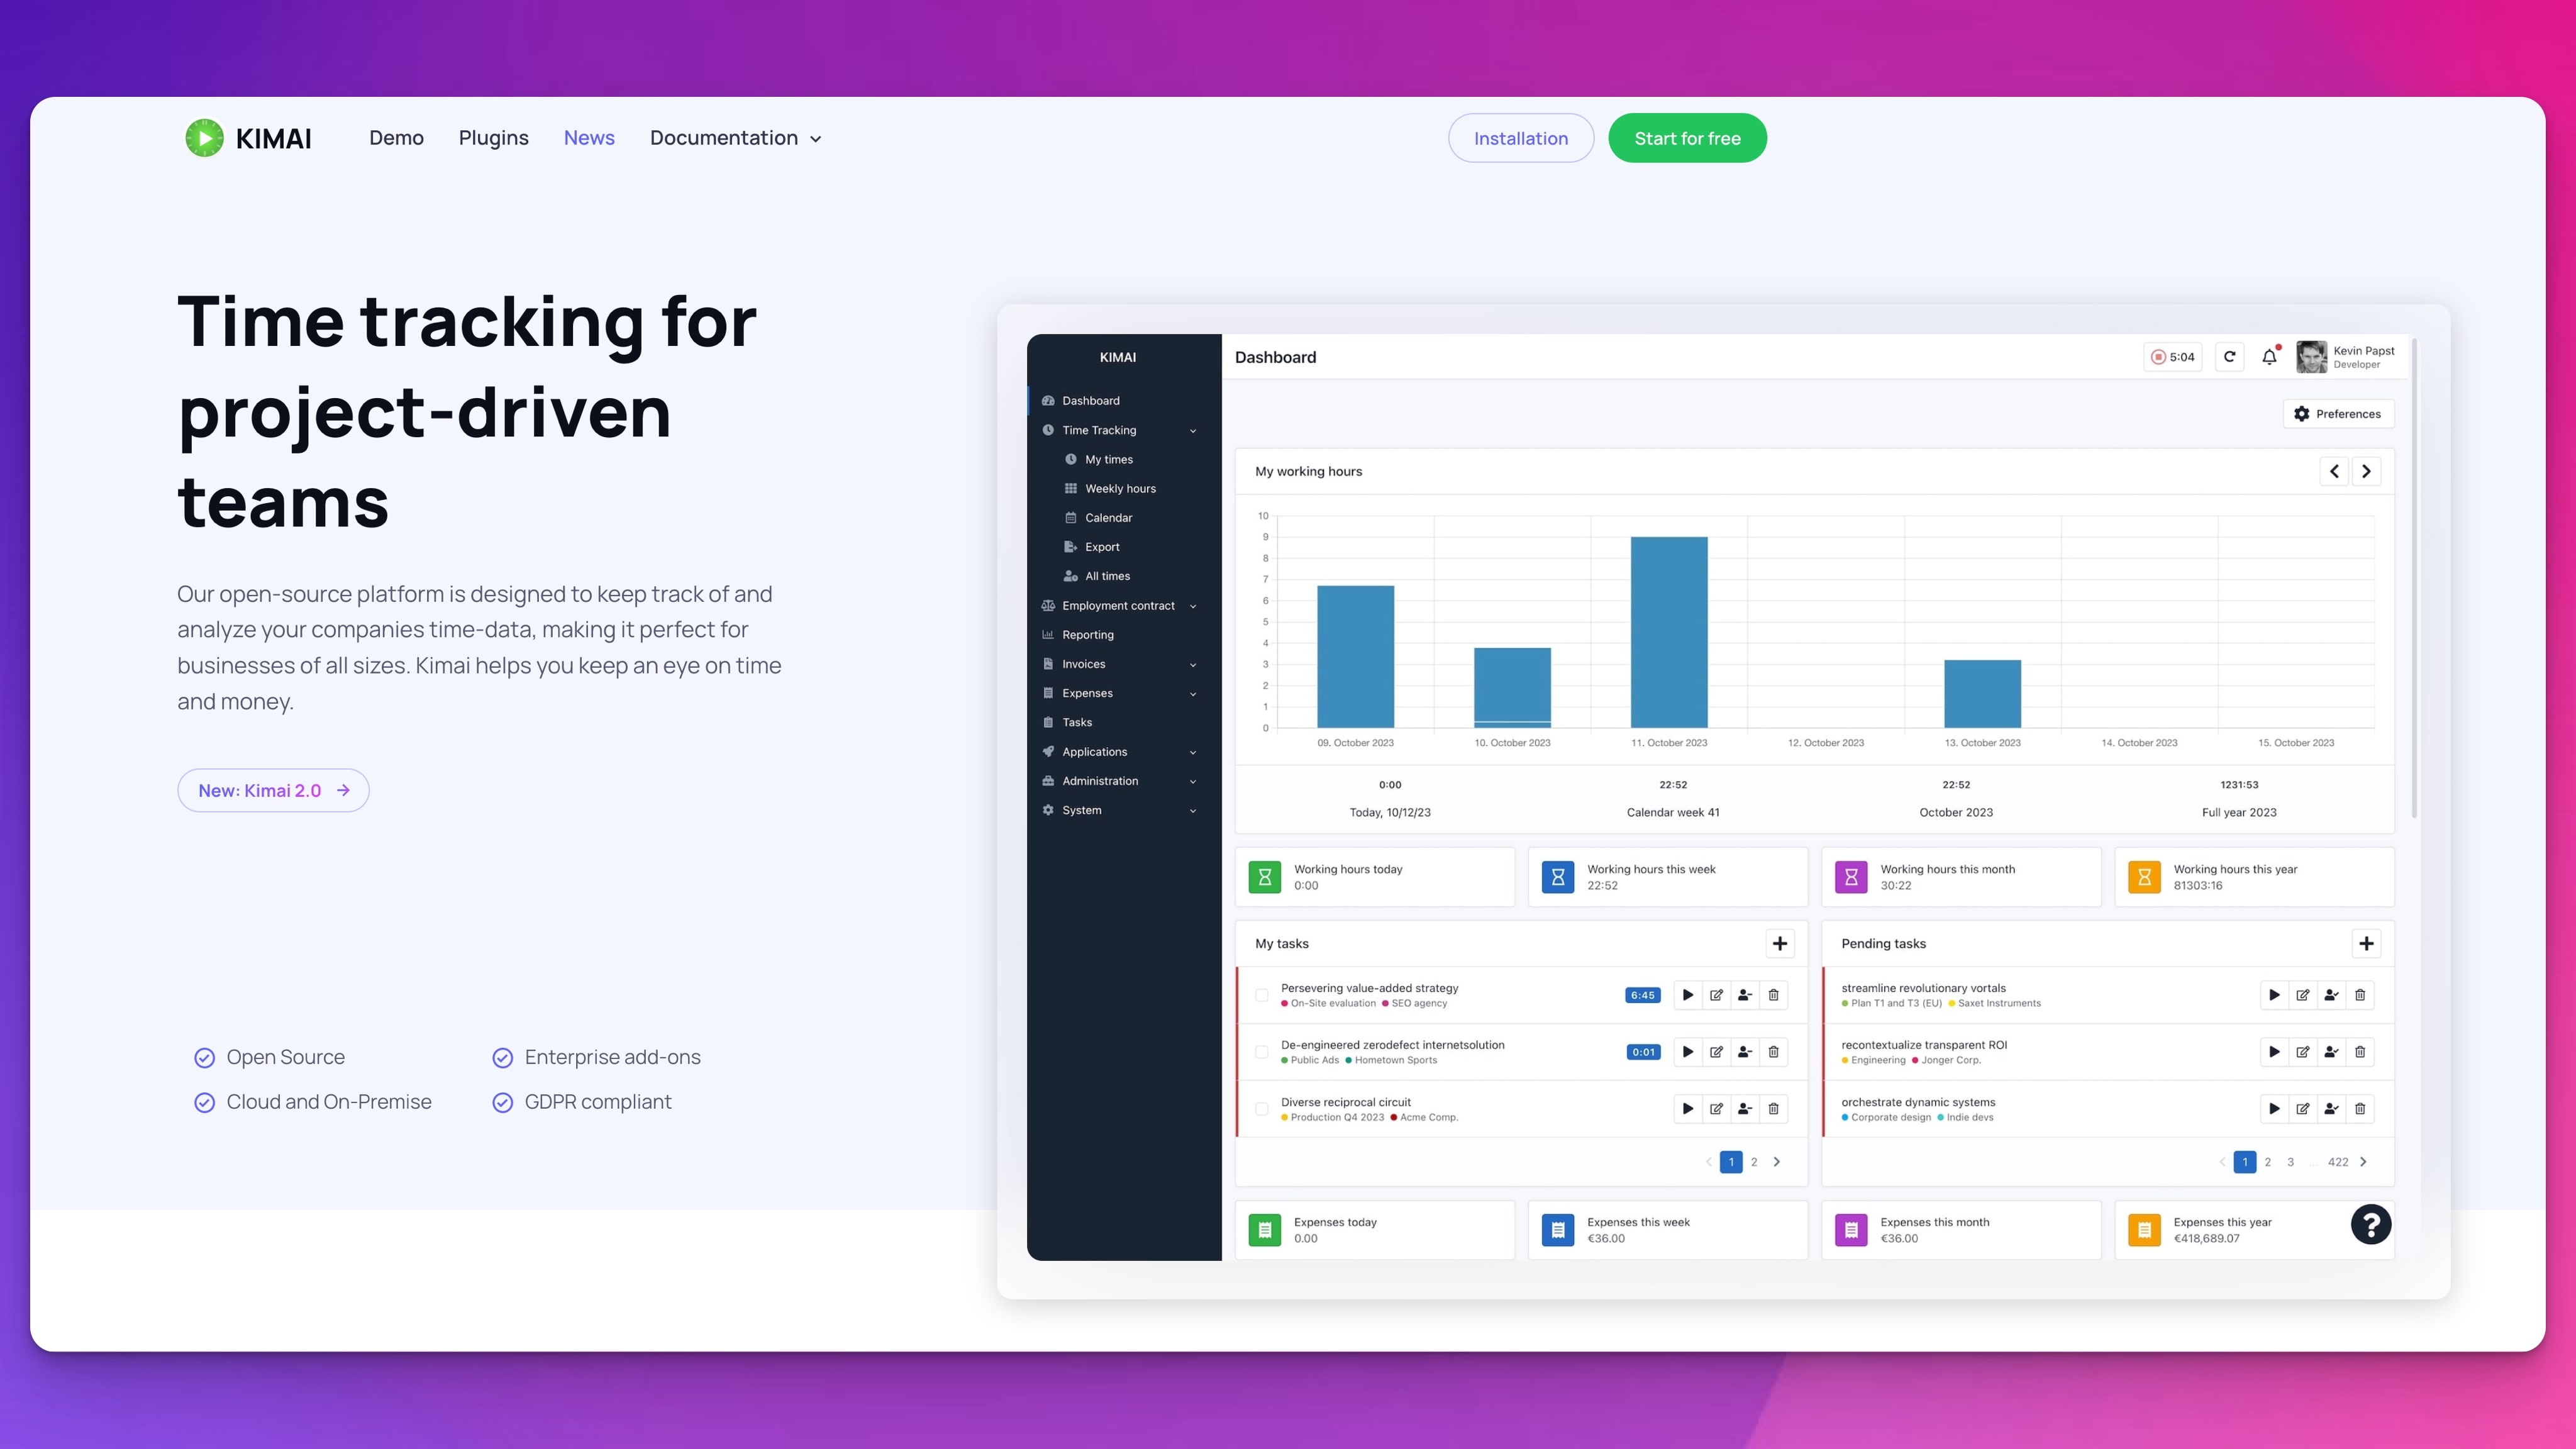 KIMAI
Demo
Plugins
News
Documentation
Installation
Start for free
Time tracking for
project-driven
teams
Our open-source platform is designed to keep track of and
analyze your companies time-data, making it perfect for
businesses of all sizes. Kimai helps you keep an eye on time
and money.
New: Kimai 2.0
Open Source
Enterprise add-ons
Cloud and On-Premise
GDPR compliant
KIMAI
Dashboard
Time Tracking
My times
Weekly hours
Calendar
Export
All times
Employment contract
Reporting
Invoices
Expenses
Tasks
Applications
Administration
System
Dashboard
5:04
Kevin Papst
Developer
Preferences
My working hours
10
9
8
7
6
5
4
3
2
1
0
09. October 2023
10. October 2023
11. October 2023
12. October 2023
13. October 2023
14. October 2023
15. October 2023
0:00
Today, 10/12/23
22:52
Calendar week 41
22:52
October 2023
1231:53
Full year 2023
Working hours today
0:00
Working hours this week
22:52
Working hours this month
30:22
Working hours this year
81303:16
My tasks
Persevering value-added strategy
On-Site evaluation SEO agency
6:45
De-engineered zerodefect internetsolution
Public Ads Hometown Sports
0:01
Diverse reciprocal circuit
Production Q4 2023 Acme Comp.
1 2
Pending tasks
streamline revolutionary vortals
Plan T1 and T3 (EU) Saxet Instruments
recontextualize transparent ROI
Engineering Jonger Corp.
orchestrate dynamic systems
Corporate design Indie devs
1 2 3 ... 422
Expenses today
0.00
Expenses this week
€36.00
Expenses this month
€36.00
Expenses this year
€418,689.07
?